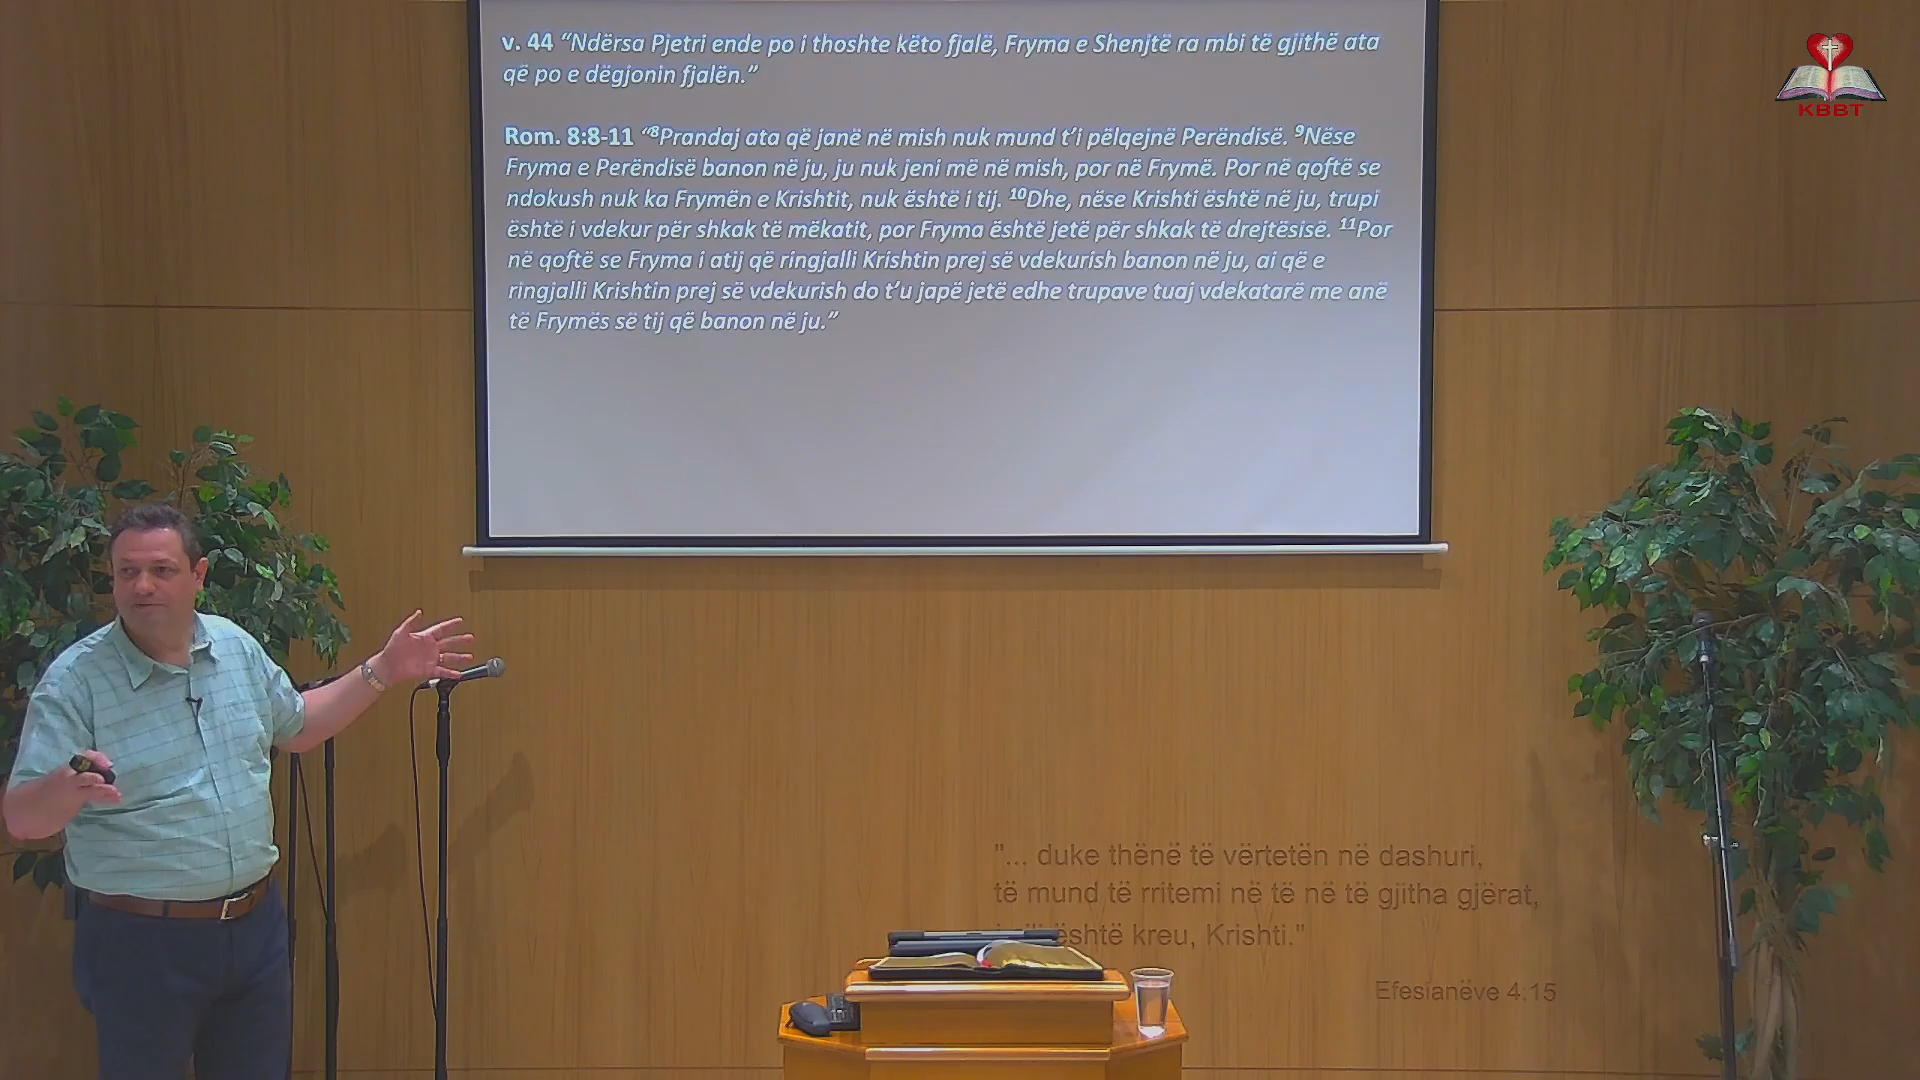 v. 44 “Ndërsa Pjetri ende po i thoshte këto fjalë, Fryma e Shenjtë ra mbi të gjithë ata
që po e dëgjonin fjalën.”
Rom. 8:8-11 “⁸Prandaj ata që janë në mish nuk mund t’i pëlqejnë Perëndisë. ⁹Nëse
Fryma e Perëndisë banon në ju, ju nuk jeni më në mish, por në Frymë. Por në qoftë se
ndokush nuk ka Frymën e Krishtit, nuk është i tij. ¹⁰Dhe, nëse Krishti është në ju, trupi
është i vdekur për shkak të mëkatit, por Fryma është jetë për shkak të drejtësisë. ¹¹Por
në qoftë se Fryma i atij që ringjalli Krishtin prej së vdekurish banon në ju, ai që e
ringjalli Krishtin prej së vdekurish do t’u japë jetë edhe trupave tuaj vdekatarë me anë
të Frymës së tij që banon në ju.”
KBBT
"... duke thënë të vërtetën në dashuri,
të mund të rritemi në të në të gjitha gjërat,
është kreu, Krishti."
Efesianëve 4:15